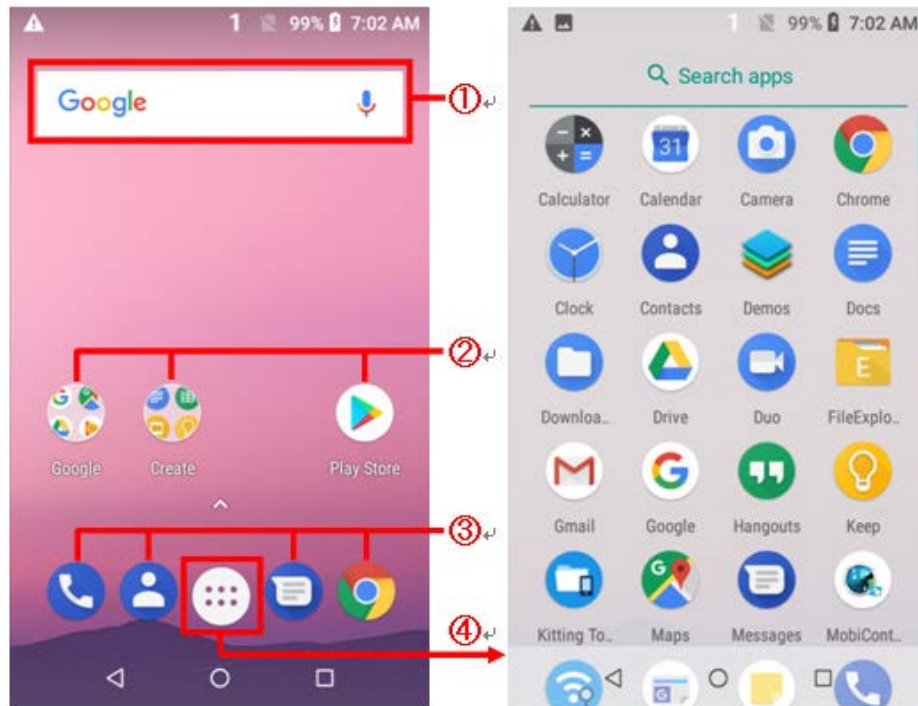 1 99% 7:02 AM
Google
①
②
Google Create Play Store
③
④
1 99% 7:02 AM
Search apps
31
Calculator Calendar Camera Chrome
Clock Contacts Demos Docs
E
Downloa.. Drive Duo FileExplo..
Gmail Google Hangouts Keep
Kitting To.. Maps Messages MobiCont..